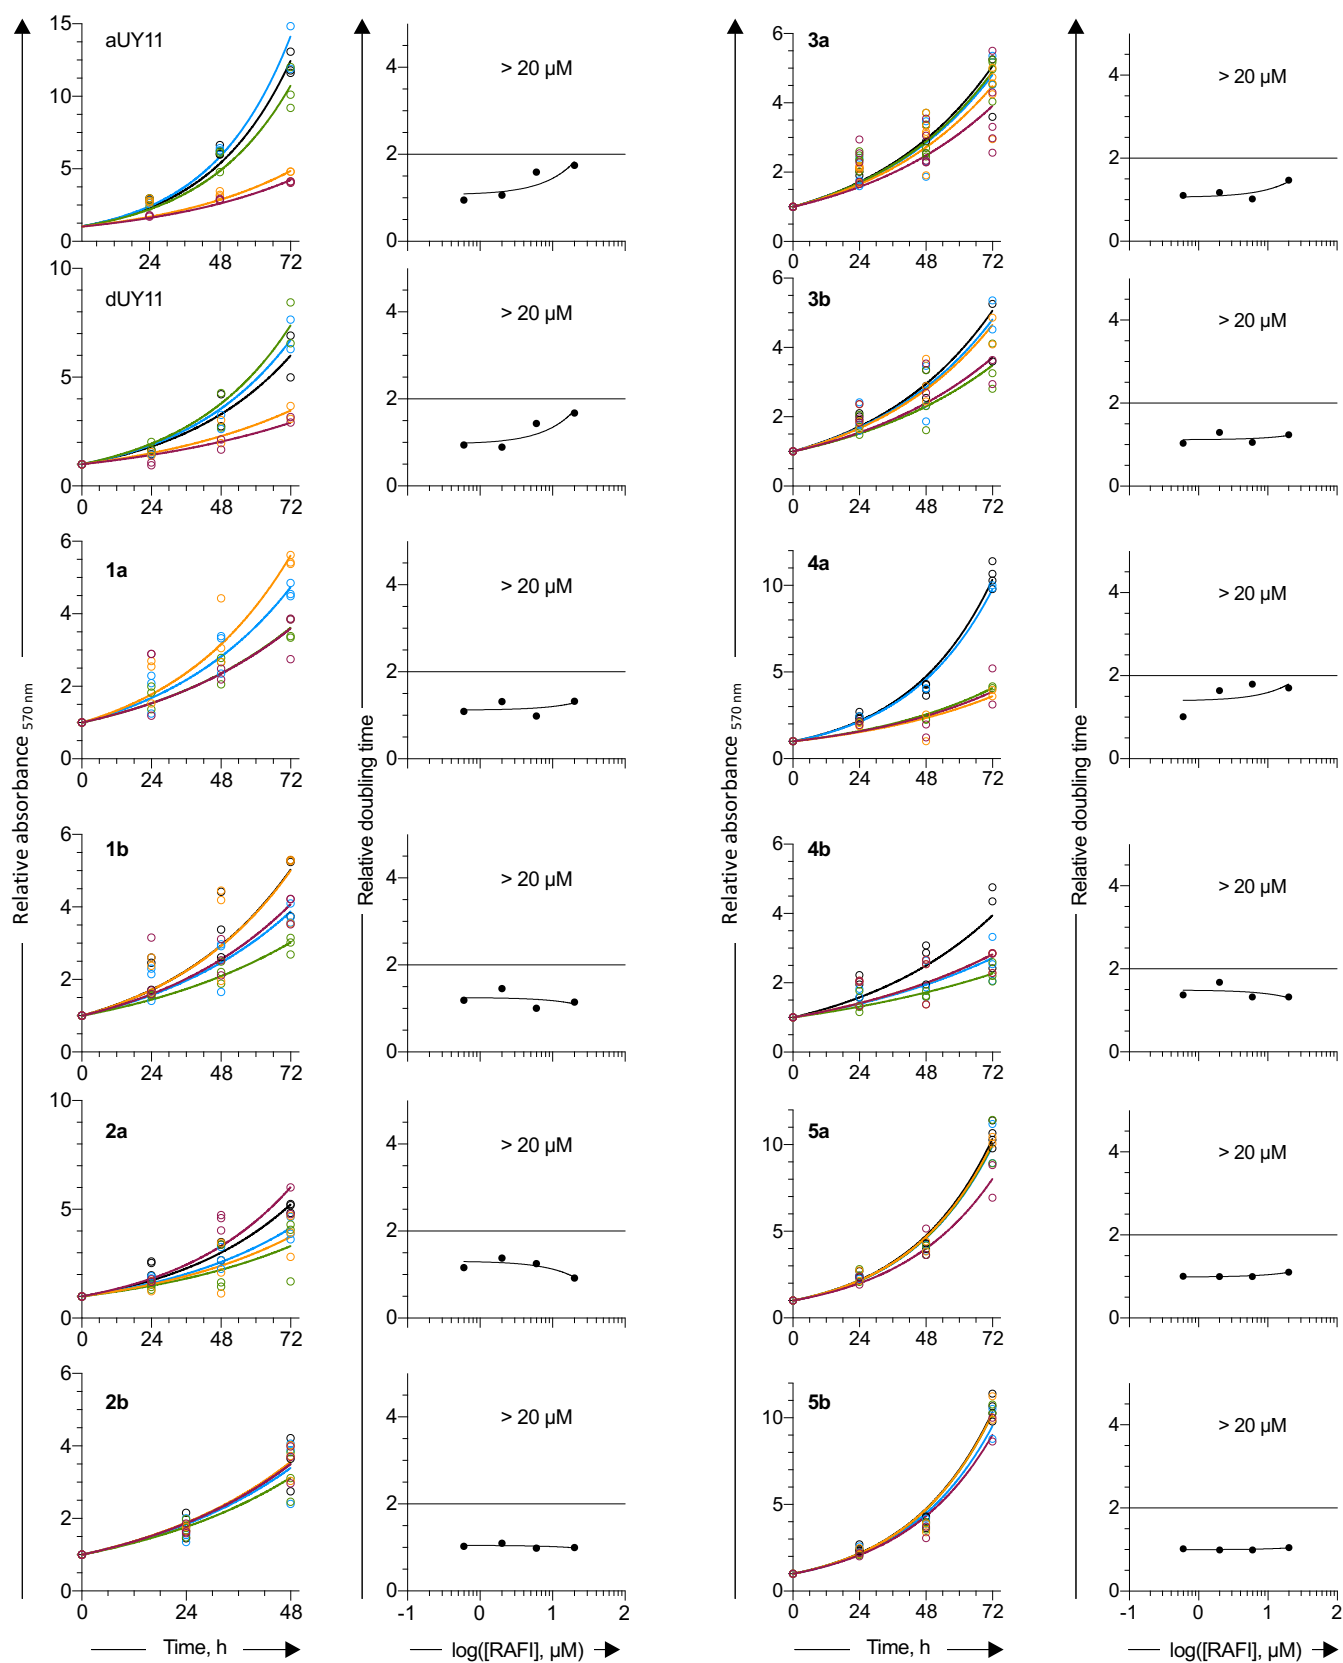 aUY11
15
10
5
0
24 48 72
> 20 µM
4
2
0
3a
6
4
2
0
0 24 48 72
> 20 µM
4
2
0
dUY11
10
5
0
0 24 48 72
> 20 µM
4
2
0
3b
6
4
2
0
0 24 48 72
> 20 µM
4
2
0
1a
6
4
2
0
0 24 48 72
> 20 µM
4
2
0
4a
10
5
0
0 24 48 72
> 20 µM
4
2
0
1b
6
4
2
0
0 24 48 72
> 20 µM
4
2
0
4b
6
4
2
0
0 24 48 72
> 20 µM
4
2
0
2a
10
5
0
0 24 48 72
> 20 µM
4
2
0
5a
10
5
0
0 24 48 72
> 20 µM
4
2
0
2b
6
4
2
0
0 24 48
> 20 µM
4
2
0
-1 0 1 2
5b
10
5
0
0 24 48 72
> 20 µM
4
2
0
-1 0 1 2
Relative absorbance 570 nm
Relative doubling time
Relative absorbance 570 nm
Relative doubling time
Time, h
log([RAFI], µM)
Time, h
log([RAFI], µM)